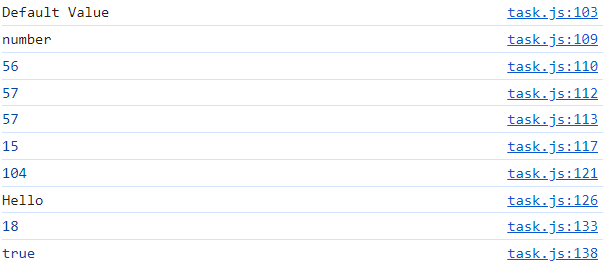 Default Value task.js:103
number task.js:109
56 task.js:110
57 task.js:112
57 task.js:113
15 task.js:117
104 task.js:121
Hello task.js:126
18 task.js:133
true task.js:138